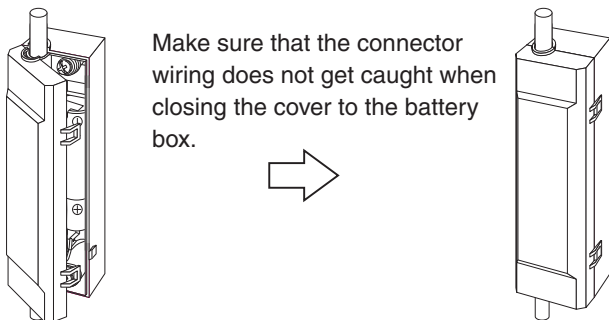 Make sure that the connector
wiring does not get caught when
closing the cover to the battery
box.